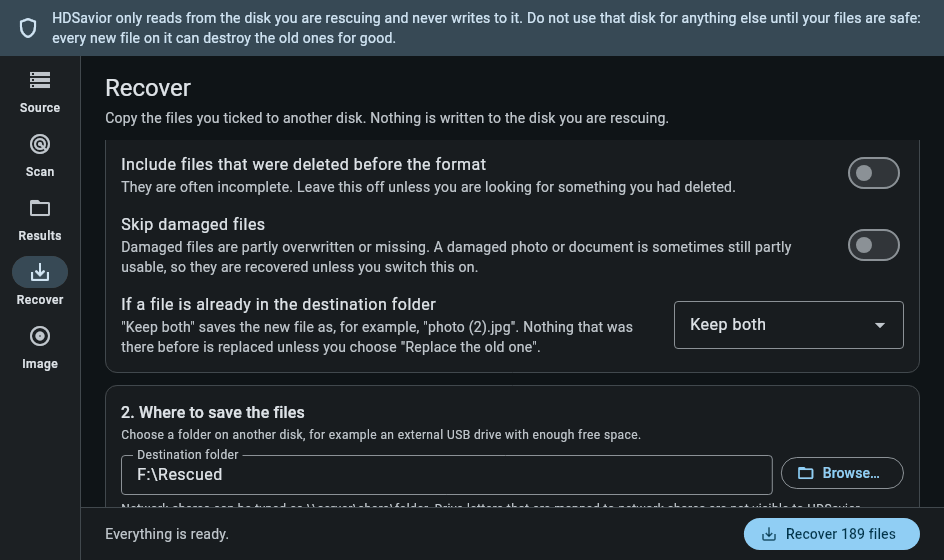 HDSavior only reads from the disk you are rescuing and never writes to it. Do not use that disk for anything else until your files are safe:
every new file on it can destroy the old ones for good.
Source
Scan
Results
Recover
Image
Recover
Copy the files you ticked to another disk. Nothing is written to the disk you are rescuing.
Include files that were deleted before the format
They are often incomplete. Leave this off unless you are looking for something you had deleted.
Skip damaged files
Damaged files are partly overwritten or missing. A damaged photo or document is sometimes still partly
usable, so they are recovered unless you switch this on.
If a file is already in the destination folder
"Keep both" saves the new file as, for example, "photo (2).jpg". Nothing that was
there before is replaced unless you choose "Replace the old one".
Keep both
2. Where to save the files
Choose a folder on another disk, for example an external USB drive with enough free space.
Destination folder
F:\Rescued
Browse...
Everything is ready.
Recover 189 files